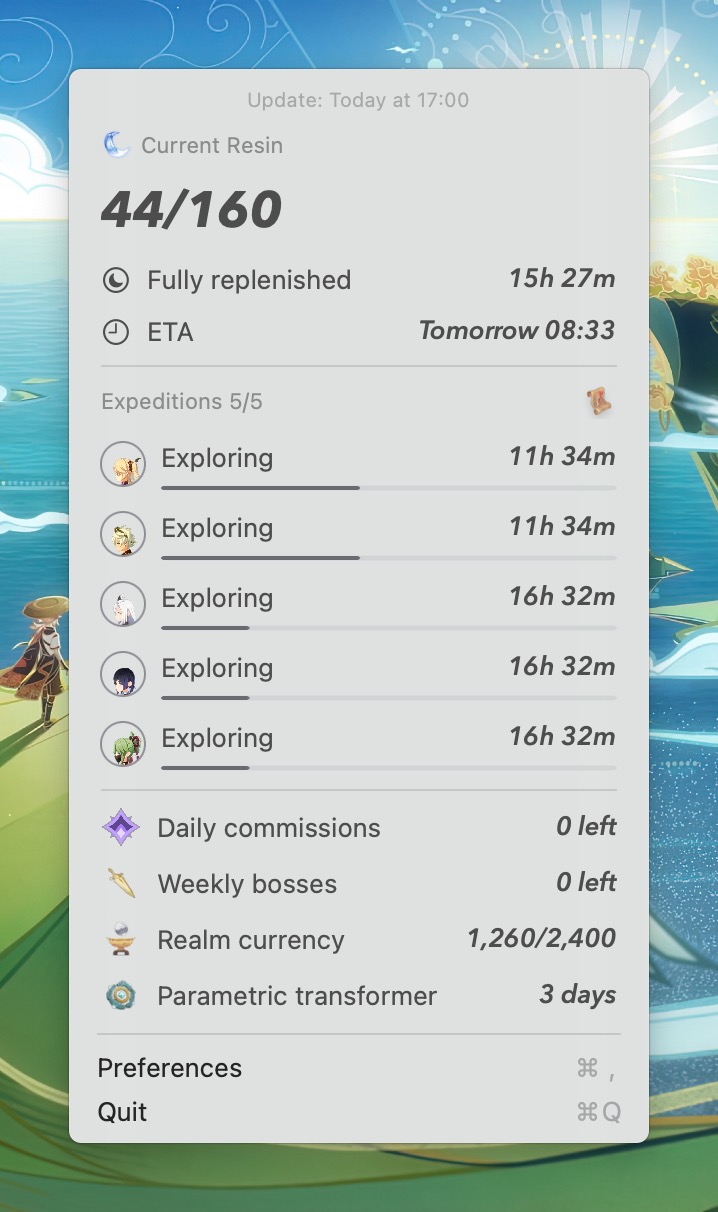 Update: Today at 17:00
Current Resin
44/160
Fully replenished 15h 27m
ETA Tomorrow 08:33
Expeditions 5/5
Exploring 11h 34m
Exploring 11h 34m
Exploring 16h 32m
Exploring 16h 32m
Exploring 16h 32m
Daily commissions 0 left
Weekly bosses 0 left
Realm currency 1,260/2,400
Parametric transformer 3 days
Preferences ⌘ ,
Quit ⌘Q